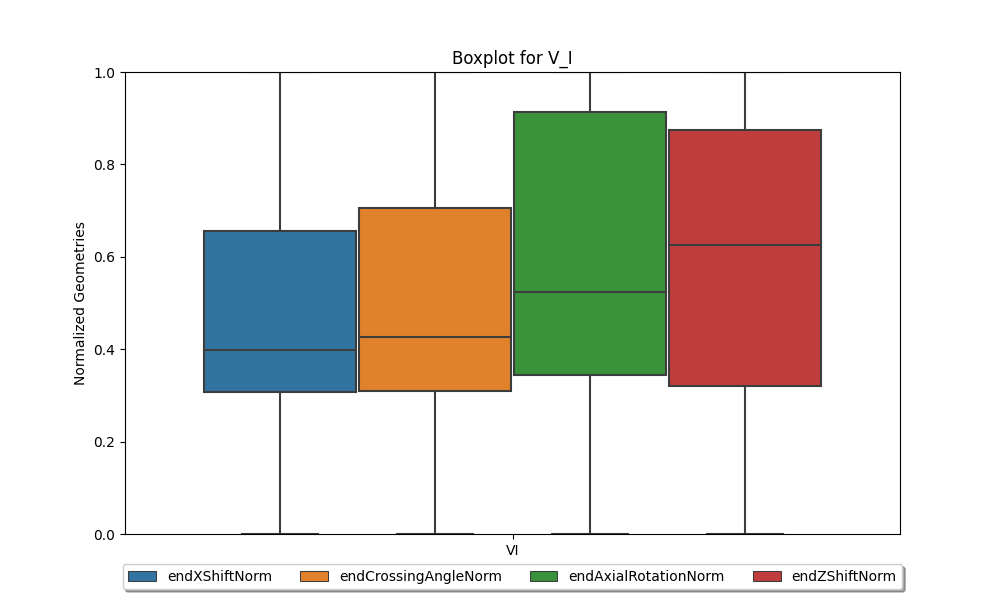 Boxplot for V_I
Normalized Geometries
1.0
0.8
0.6
0.4
0.2
0.0
VI
endXShiftNorm endCrossingAngleNorm endAxialRotationNorm endZShiftNorm